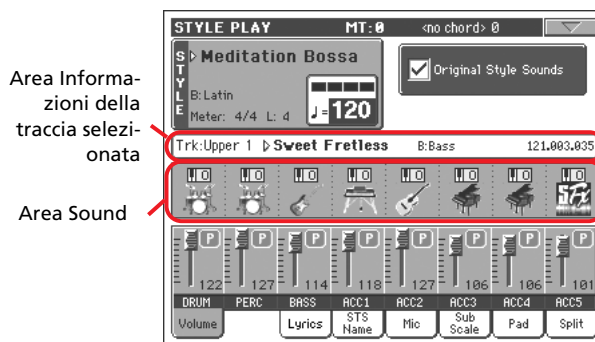 STYLE PLAY MT:0 <no chord> 0
STYLE
Meditation Bossa
B:Latin
Meter: 4/4 L: 4 ♩=120
Original Style Sounds
Area Informa-
zioni della
traccia selezi-
onata
Trk:Upper 1 Sweet Fretless B:Bass 121.003.035
Area Sound
SFX
P P P P P P P P
122 127 114 118 127 106 106 101
DRUM PERC BASS ACC1 ACC2 ACC3 ACC4 ACC5
Volume Lyrics STS Name Mic Sub Scale Pad Split